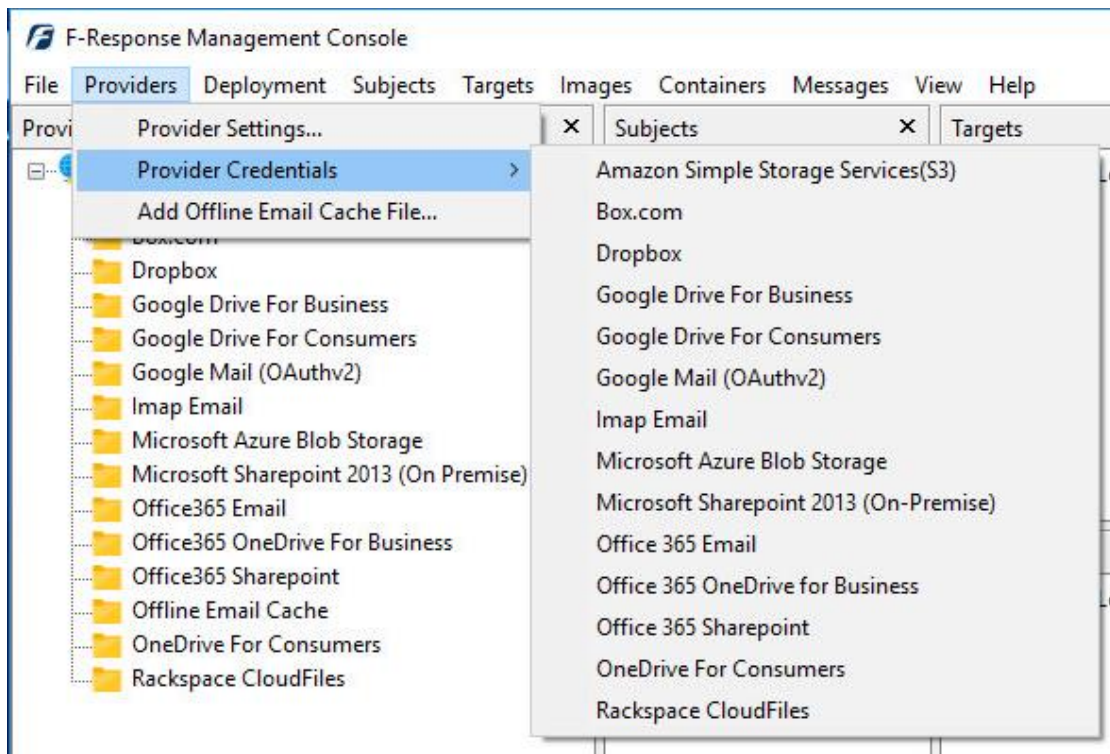 F-Response Management Console
File Providers Deployment Subjects Targets Images Containers Messages View Help
Provi
Subjects
Targets
Provider Settings...
Provider Credentials
Add Offline Email Cache File...
Box.com
Dropbox
Google Drive For Business
Google Drive For Consumers
Google Mail (OAuthv2)
Imap Email
Microsoft Azure Blob Storage
Microsoft Sharepoint 2013 (On Premise)
Office365 Email
Office365 OneDrive For Business
Office365 Sharepoint
Offline Email Cache
OneDrive For Consumers
Rackspace CloudFiles
Amazon Simple Storage Services(S3)
Box.com
Dropbox
Google Drive For Business
Google Drive For Consumers
Google Mail (OAuthv2)
Imap Email
Microsoft Azure Blob Storage
Microsoft Sharepoint 2013 (On-Premise)
Office 365 Email
Office 365 OneDrive for Business
Office 365 Sharepoint
OneDrive For Consumers
Rackspace CloudFiles